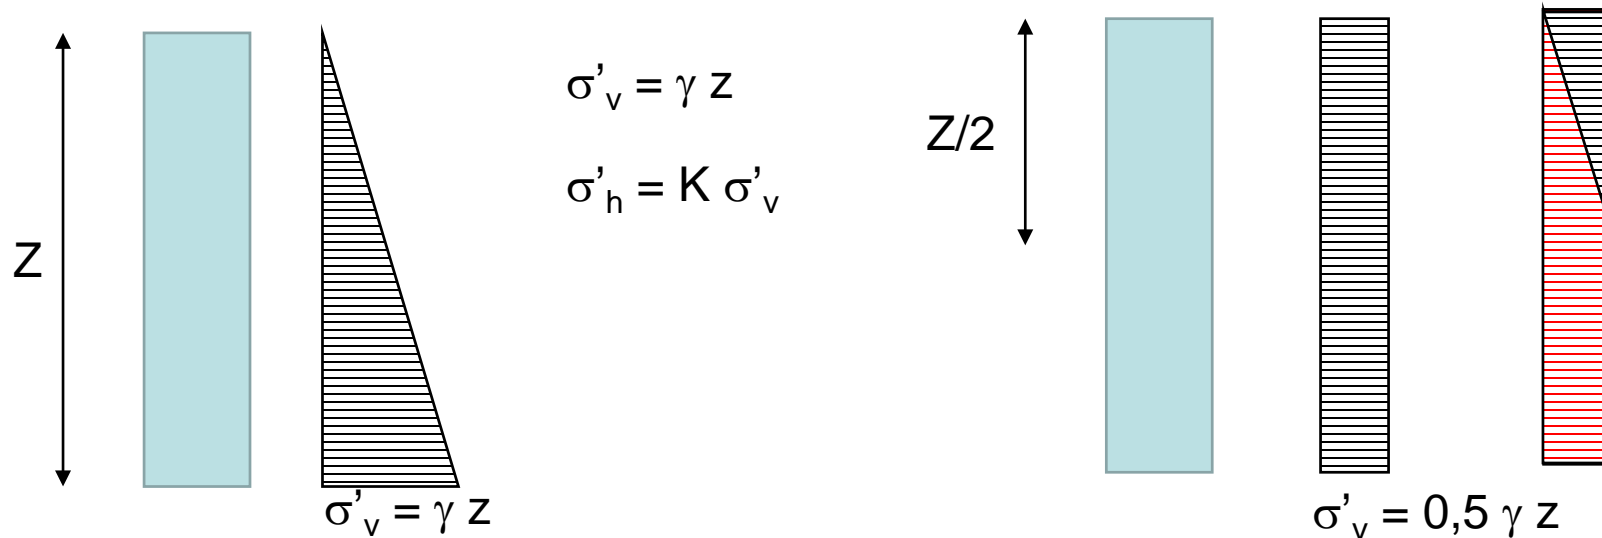 Z
σ'v = γ z
σ'h = K σ'v
σ'v = γ z
Z/2
σ'v = 0,5 γ z